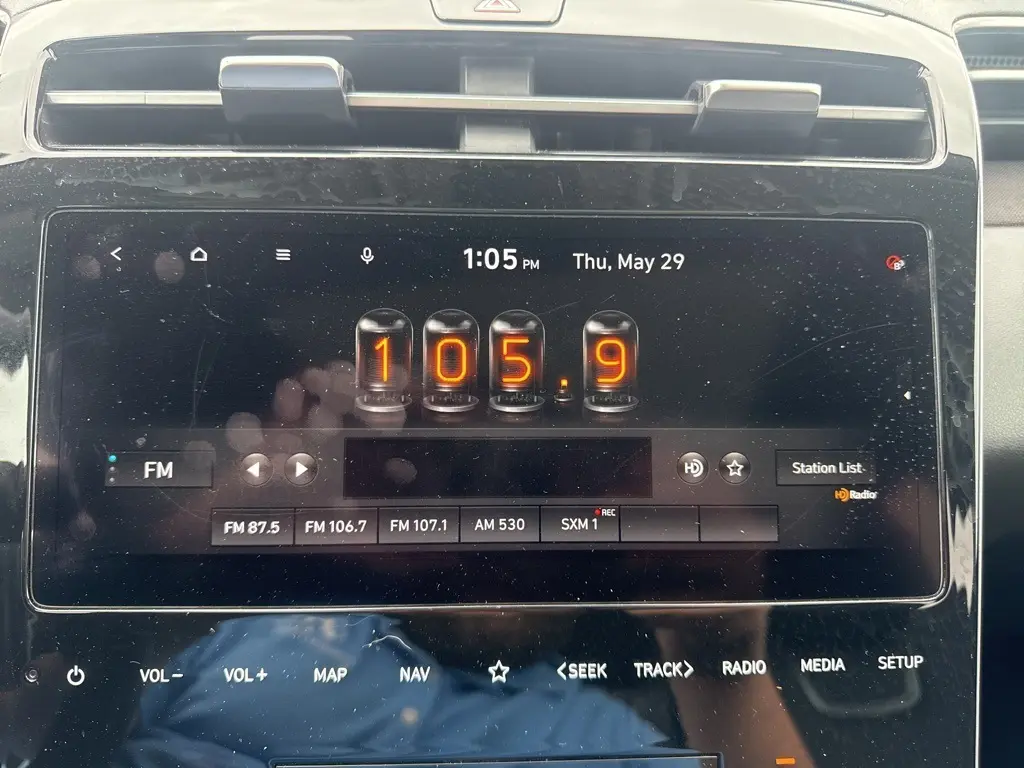 1:05 PM Thu, May 29
105.9
FM HD Station List
HD Radio
FM 87.5 FM 106.7 FM 107.1 AM 530 SXM 1 REC
VOL− VOL+ MAP NAV <SEEK TRACK> RADIO MEDIA SETUP